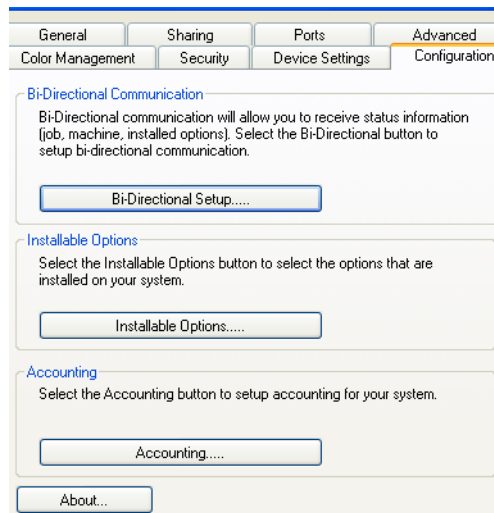 General Sharing Ports Advanced
Color Management Security Device Settings Configuration
Bi-Directional Communication
Bi-Directional communication will allow you to receive status information
(job, machine, installed options). Select the Bi-Directional button to
setup bi-directional communication.
Bi-Directional Setup.....
Installable Options
Select the Installable Options button to select the options that are
installed on your system.
Installable Options.....
Accounting
Select the Accounting button to setup accounting for your system.
Accounting.....
About...